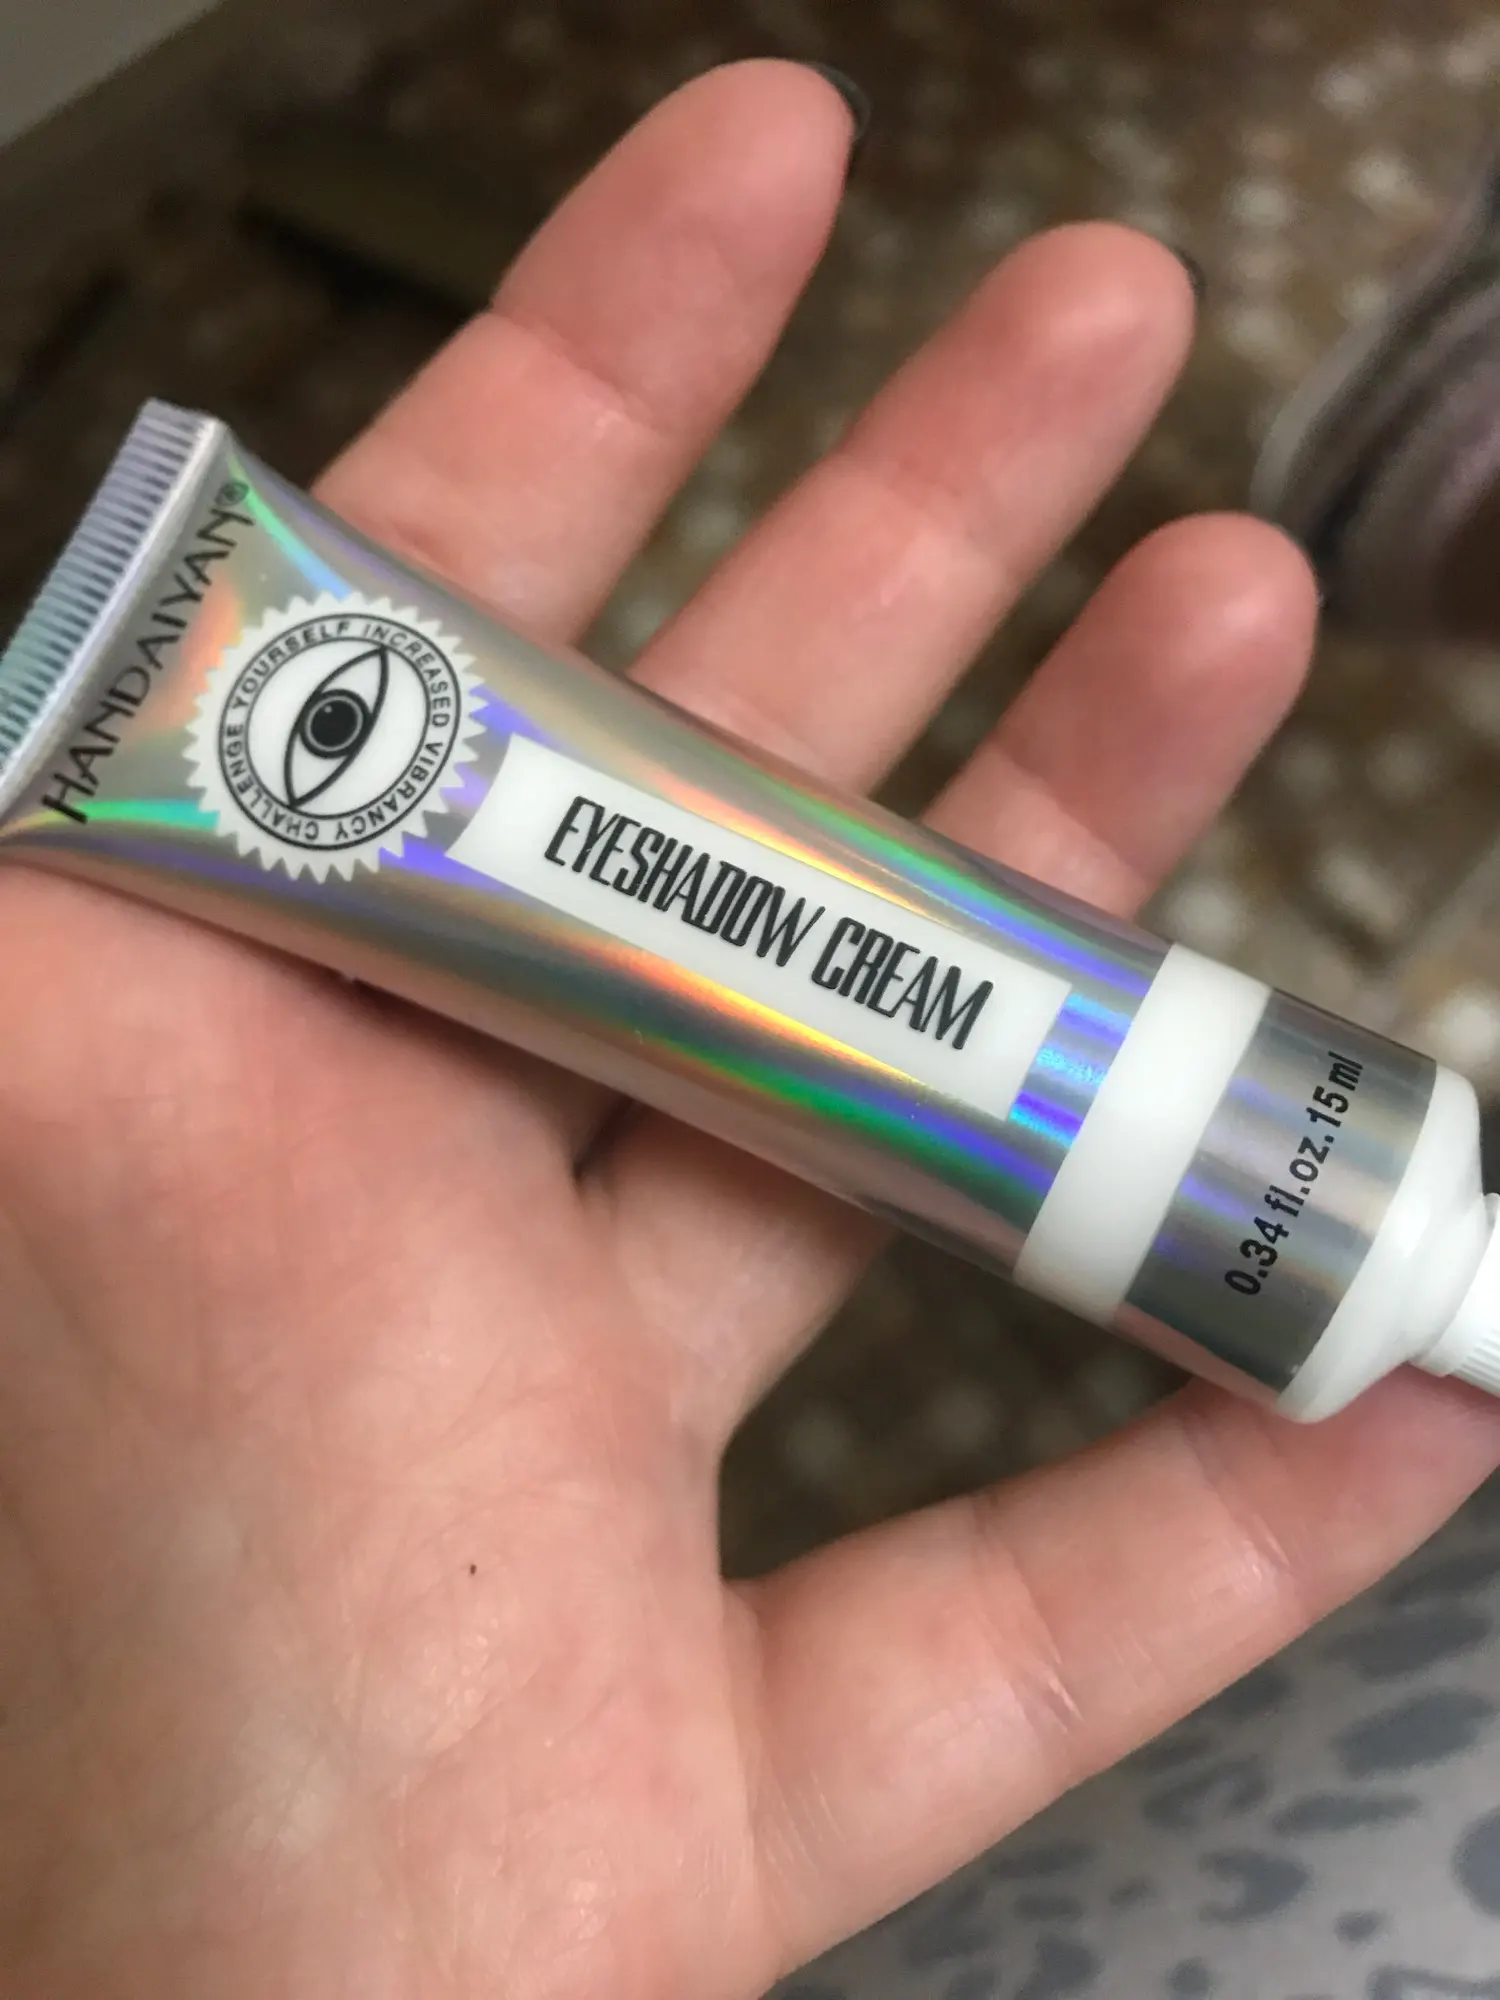 HANDAIYAN®
CHALLENGE YOURSELF INCREASED VIBRANCY
EYESHADOW CREAM
0.34 fl.oz.15ml